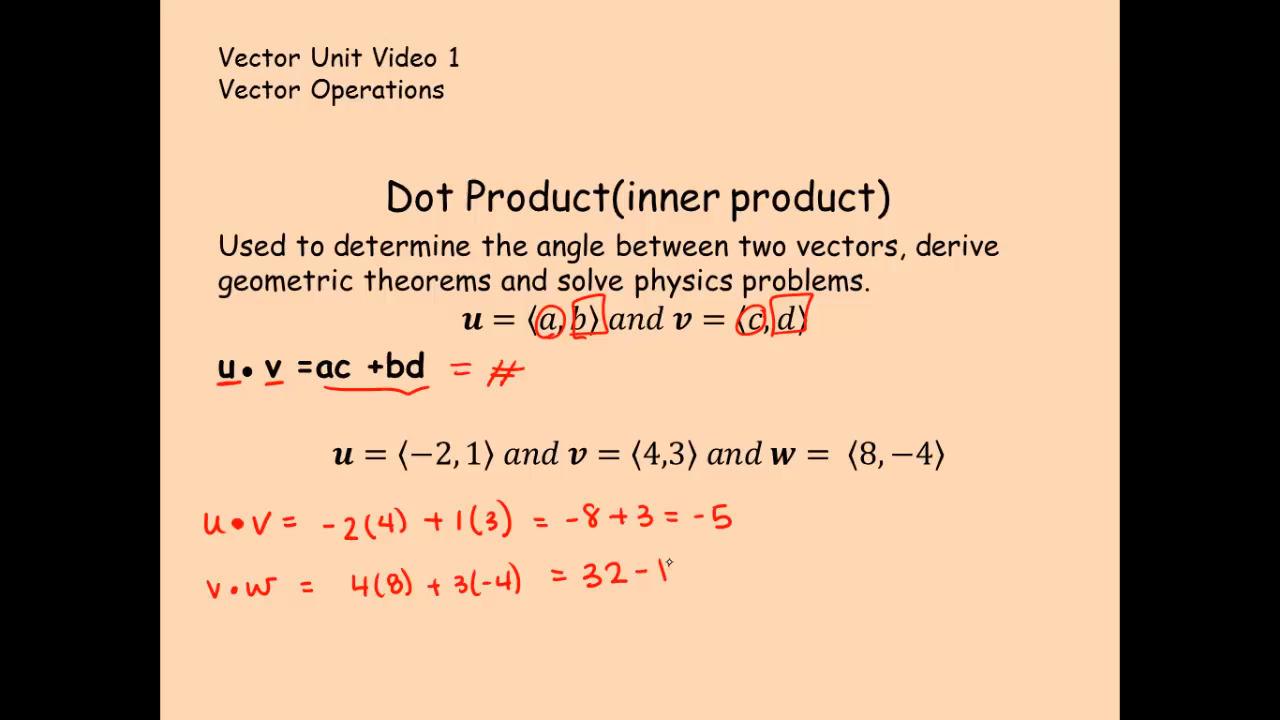 Vector Unit Video 1
Vector Operations
Dot Product(inner product)
Used to determine the angle between two vectors, derive
geometric theorems and solve physics problems.
u = ⟨a, b⟩ and v = ⟨c, d⟩
u • v =ac +bd = #
u = ⟨−2, 1⟩ and v = ⟨4,3⟩ and w = ⟨8, −4⟩
u • v = -2(4) + 1(3) = -8 + 3 = -5
v • w = 4(8) + 3(-4) = 32 - 1